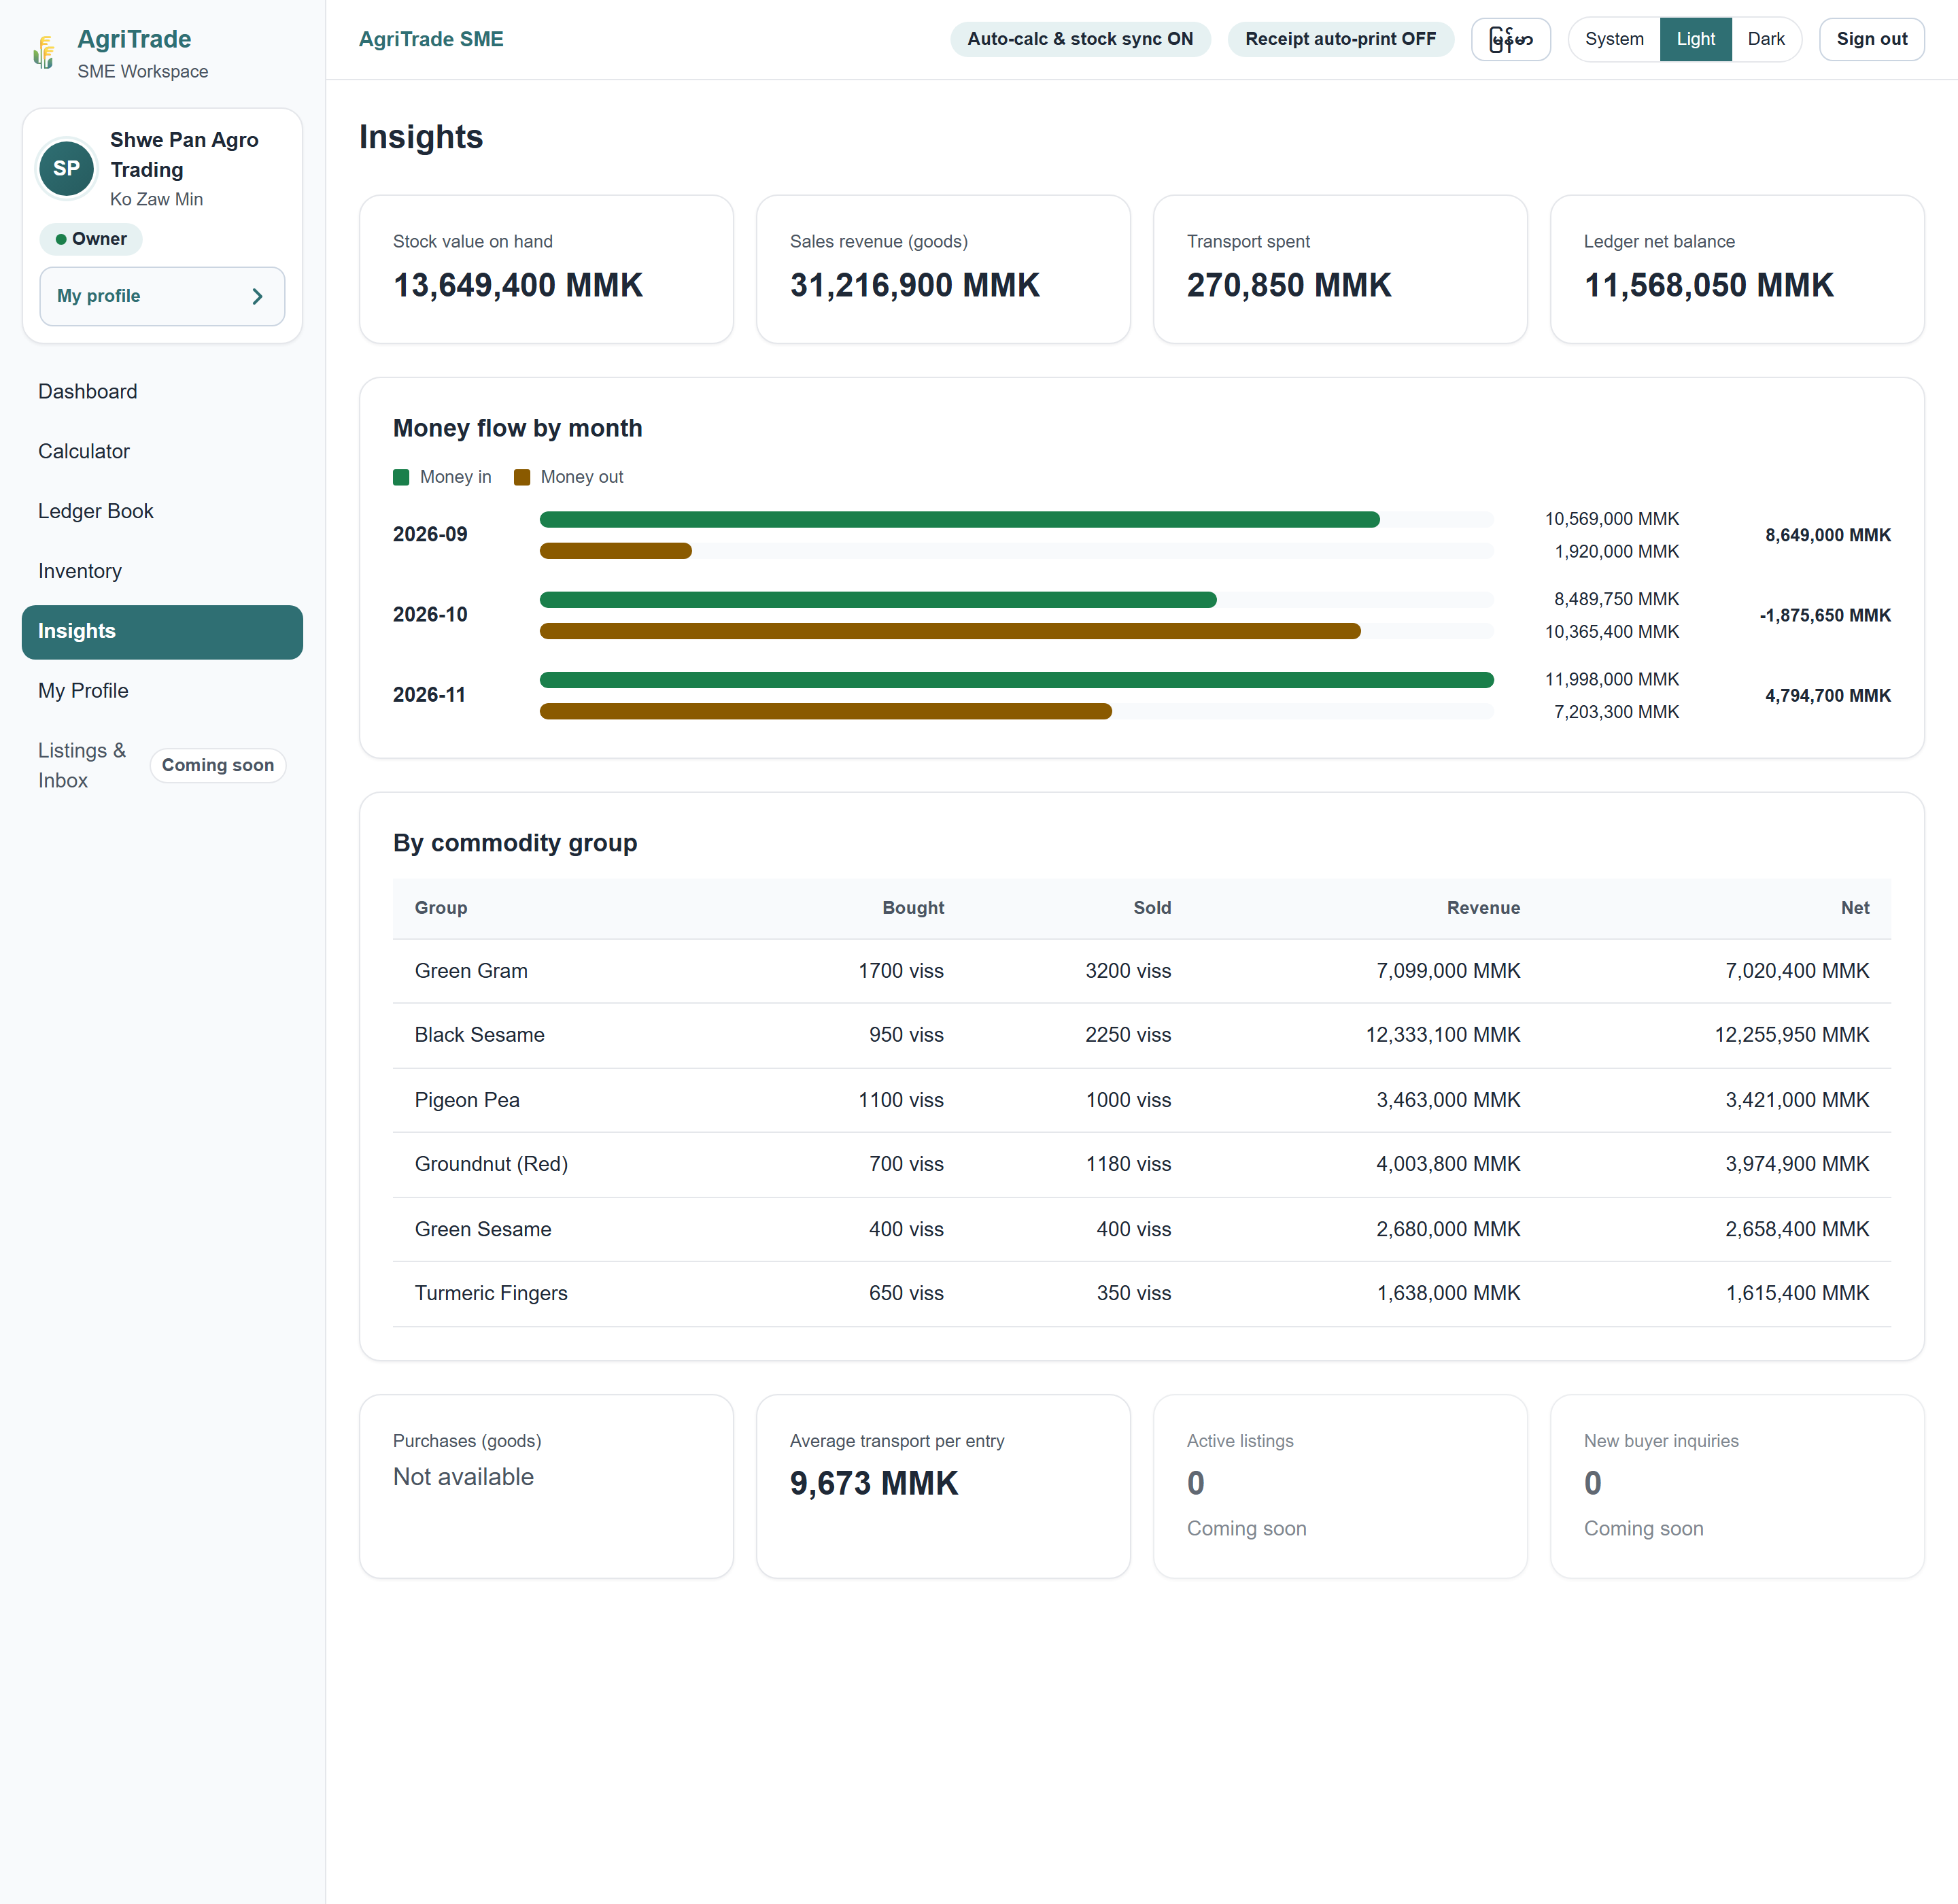 AgriTrade
SME Workspace
SP
Shwe Pan Agro
Trading
Ko Zaw Min
Owner
My profile
Dashboard
Calculator
Ledger Book
Inventory
Insights
My Profile
Listings &
Inbox
Coming soon
AgriTrade SME
Auto-calc & stock sync ON
Receipt auto-print OFF
မြန်မာ
System
Light
Dark
Sign out
Insights
Stock value on hand
13,649,400 MMK
Sales revenue (goods)
31,216,900 MMK
Transport spent
270,850 MMK
Ledger net balance
11,568,050 MMK
Money flow by month
Money in
Money out
2026-09
10,569,000 MMK
1,920,000 MMK
8,649,000 MMK
2026-10
8,489,750 MMK
10,365,400 MMK
-1,875,650 MMK
2026-11
11,998,000 MMK
7,203,300 MMK
4,794,700 MMK
By commodity group
Group Bought Sold Revenue Net
Green Gram 1700 viss 3200 viss 7,099,000 MMK 7,020,400 MMK
Black Sesame 950 viss 2250 viss 12,333,100 MMK 12,255,950 MMK
Pigeon Pea 1100 viss 1000 viss 3,463,000 MMK 3,421,000 MMK
Groundnut (Red) 700 viss 1180 viss 4,003,800 MMK 3,974,900 MMK
Green Sesame 400 viss 400 viss 2,680,000 MMK 2,658,400 MMK
Turmeric Fingers 650 viss 350 viss 1,638,000 MMK 1,615,400 MMK
Purchases (goods)
Not available
Average transport per entry
9,673 MMK
Active listings
0
Coming soon
New buyer inquiries
0
Coming soon